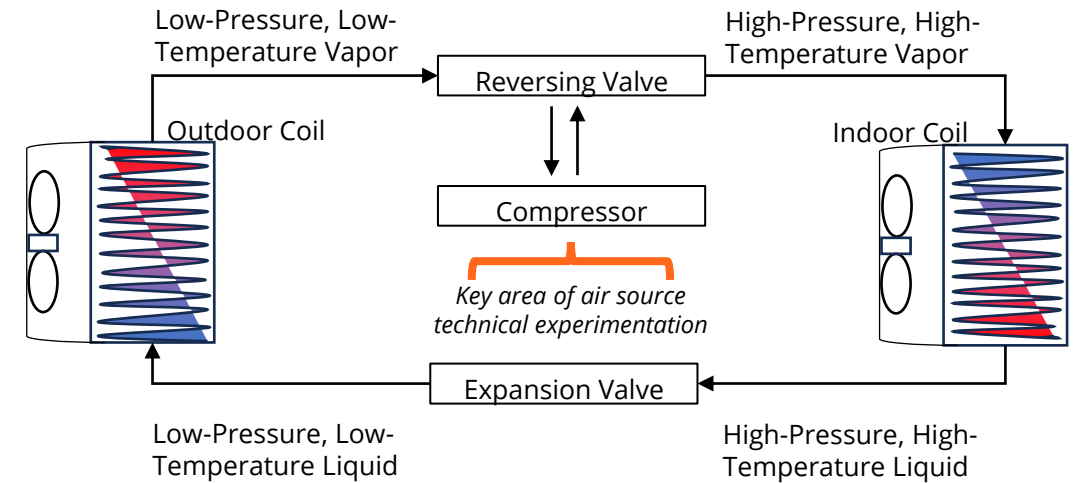 Low-Pressure, Low-
Temperature Vapor
High-Pressure, High-
Temperature Vapor
Reversing Valve
Outdoor Coil
Indoor Coil
Compressor
Key area of air source
technical experimentation
Expansion Valve
Low-Pressure, Low-
Temperature Liquid
High-Pressure, High-
Temperature Liquid